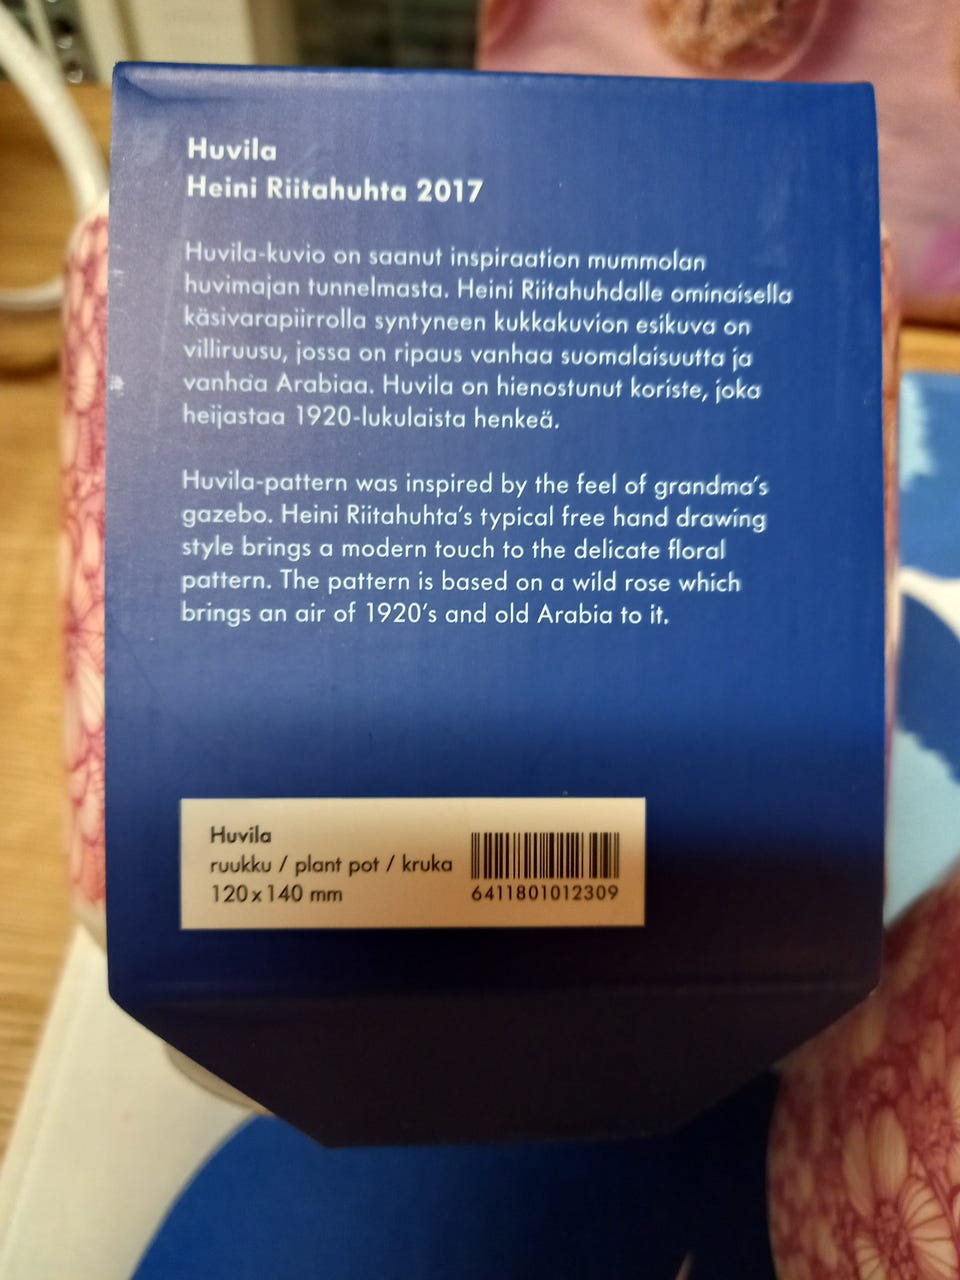 Huvila
Heini Riitahuhta 2017
Huvila-kuvio on saanut inspiraation mummolan
huvimajan tunnelmasta. Heini Riitahuhdalle ominaisella
käsivarapiirrolla syntyneen kukkakuvion esikuva on
villiruusu, jossa on ripaus vanhaa suomalaisuutta ja
vanhaa Arabiaa. Huvila on hienostunut koriste, joka
heijastaa 1920-lukulaista henkeä.
Huvila-pattern was inspired by the feel of grandma's
gazebo. Heini Riitahuhta's typical free hand drawing
style brings a modern touch to the delicate floral
pattern. The pattern is based on a wild rose which
brings an air of 1920's and old Arabia to it.
Huvila
ruukku / plant pot / kruka
120x140 mm
6411801012309